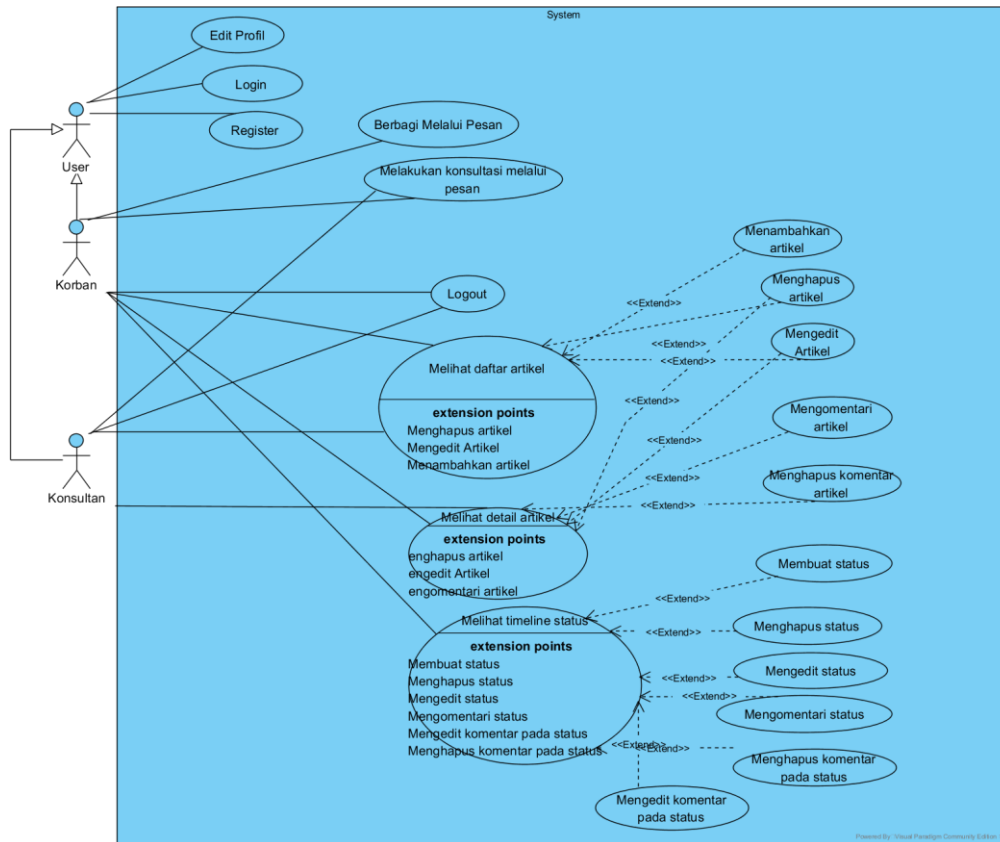 System
Edit Profil
Login
Register
User
Berbagi Melalui Pesan
Melakukan konsultasi melalui
pesan
Korban
Logout
Menambahkan
artikel
Menghapus
artikel
Mengedit
Artikel
<<Extend>>
<<Extend>>
<<Extend>>
<<Extend>>
<<Extend>>
<<Extend>>
<<Extend>>
Melihat daftar artikel
extension points
Menghapus artikel
Mengedit Artikel
Menambahkan artikel
Mengomentari
artikel
Menghapus komentar
artikel
Konsultan
Melihat detail artikel
extension points
enghapus artikel
engedit Artikel
engomentari artikel
Melihat timeline status
extension points
Membuat status
Menghapus status
Mengedit status
Mengomentari status
Mengedit komentar pada status
Menghapus komentar pada status
Membuat status
<<Extend>>
Menghapus status
<<Extend>>
Mengedit status
<<Extend>>
Mengomentari status
<<Extend>>
Menghapus komentar
pada status
<<Extend>>
<<Extend>>
Mengedit komentar
pada status
Powered By Visual Paradigm Community Edition